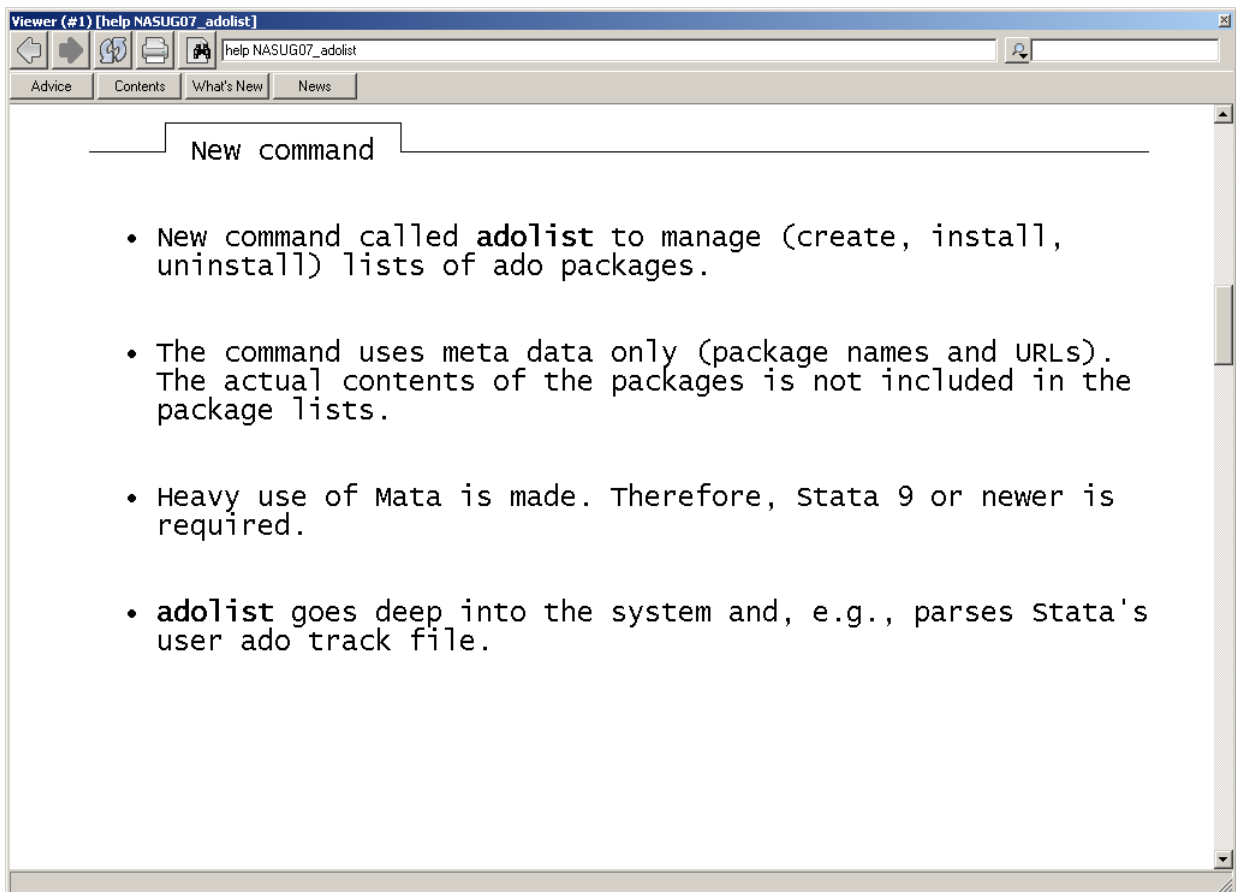 Viewer (#1) [help NASUG07_adolist]
help NASUG07_adolist
Advice Contents What's New News
New command
• New command called adolist to manage (create, install,
uninstall) lists of ado packages.
• The command uses meta data only (package names and URLs).
The actual contents of the packages is not included in the
package lists.
• Heavy use of Mata is made. Therefore, Stata 9 or newer is
required.
• adolist goes deep into the system and, e.g., parses Stata's
user ado track file.